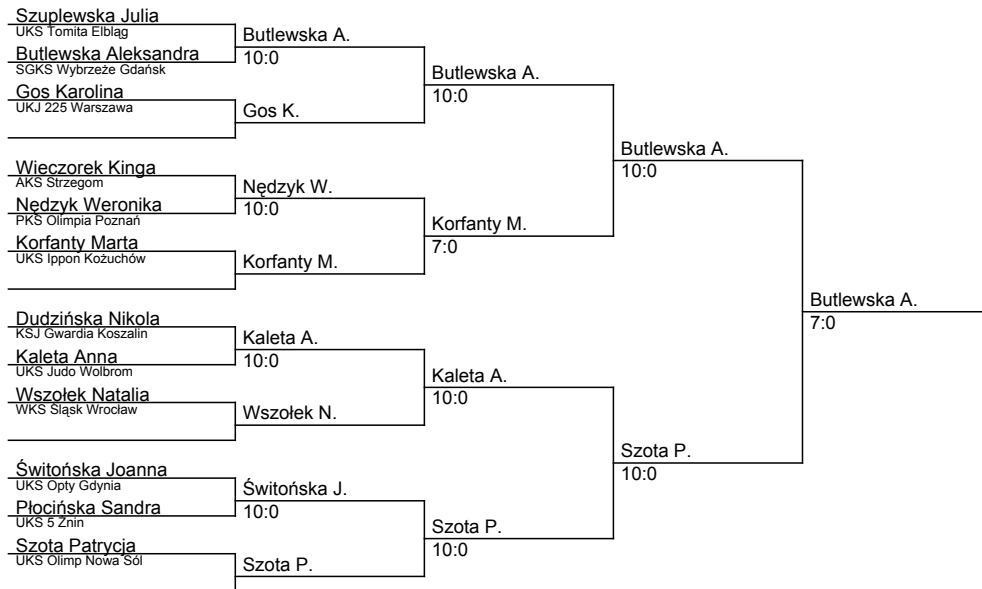 Szuplewska Julia
UKS Tomita Elbląg
Butlewska A.
10:0
Butlewska Aleksandra
SGKS Wybrzeże Gdańsk
Butlewska A.
10:0
Gos Karolina
UKJ 225 Warszawa
Gos K.
Butlewska A.
10:0
Wieczorek Kinga
AKS Strzegom
Nędzyk W.
10:0
Nędzyk Weronika
PKS Olimpia Poznań
Korfanty M.
7:0
Korfanty Marta
UKS Ippon Kożuchów
Korfanty M.
Butlewska A.
7:0
Dudzińska Nikola
KSJ Gwardia Koszalin
Kaleta A.
10:0
Kaleta Anna
UKS Judo Wolbrom
Kaleta A.
10:0
Wszołek Natalia
WKS Śląsk Wrocław
Wszołek N.
Szota P.
10:0
Świtońska Joanna
UKS Opty Gdynia
Świtońska J.
10:0
Płocińska Sandra
UKS 5 Żnin
Szota P.
10:0
Szota Patrycja
UKS Olimp Nowa Sól
Szota P.